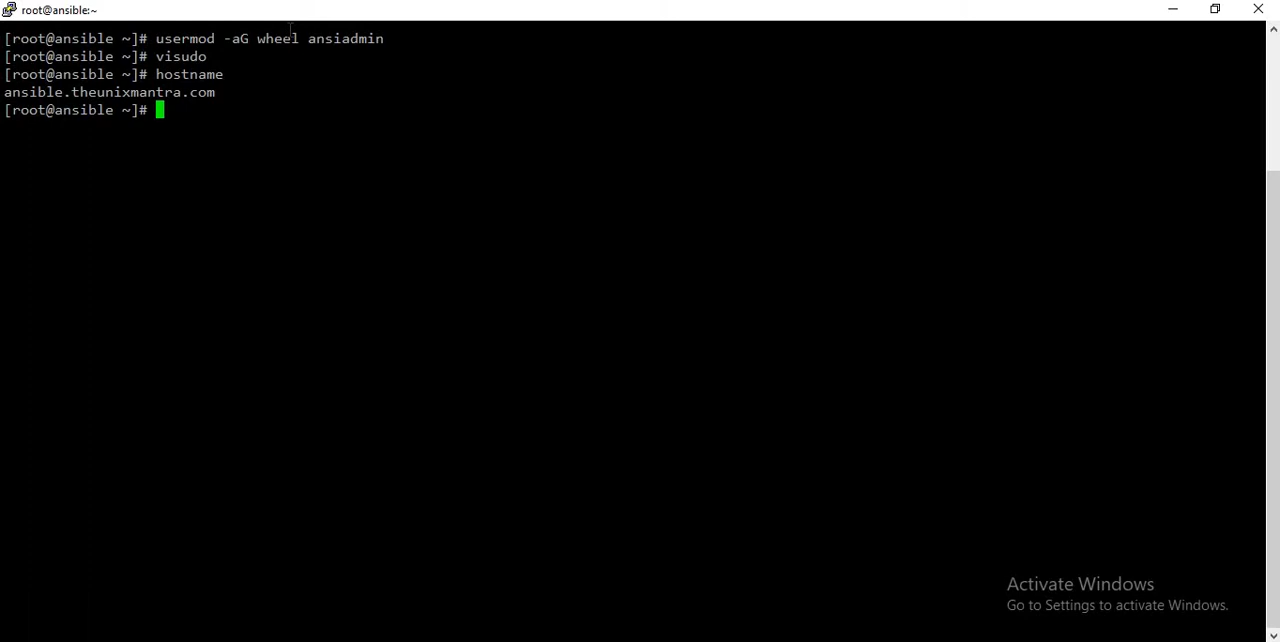 root@ansible:~
[root@ansible ~]# usermod -aG wheel ansiadmin
[root@ansible ~]# visudo
[root@ansible ~]# hostname
ansible.theunixmantra.com
[root@ansible ~]#
Activate Windows
Go to Settings to activate Windows.